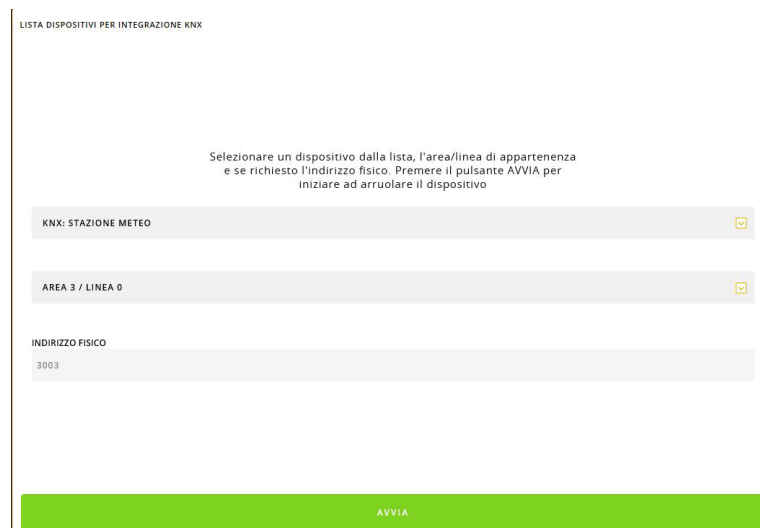 LISTA DISPOSITIVI PER INTEGRAZIONE KNX
Selezionare un dispositivo dalla lista, l'area/linea di appartenenza
e se richiesto l'indirizzo fisico. Premere il pulsante AVVIA per
iniziare ad arruolare il dispositivo
KNX: STAZIONE METEO
AREA 3 / LINEA 0
INDIRIZZO FISICO
3003
AVVIA